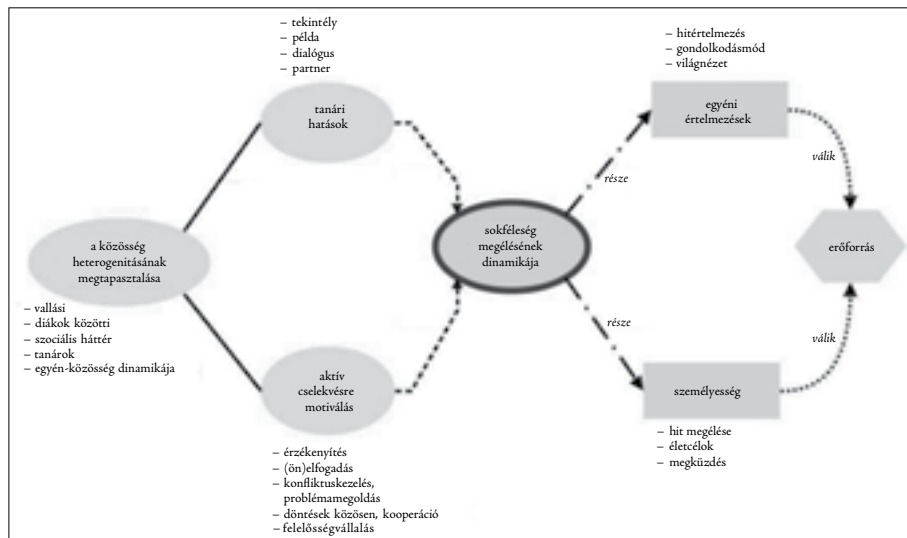 – tekintély
– példa
– dialógus
– partner
tanári
hatások
– hitértelmezés
– gondolkodásmód
– világnézet
egyéni
értelmezések
válik
része
a közösség
heterogenitásának
megtapasztalása
sokféleség
megélésének
dinamikája
erőforrás
– vallási
– diákok közötti
– szociális háttér
– tanárok
– egyén-közösség dinamikája
része
válik
aktív
cselekvésre
motiválás
személyesség
– érzékenyítés
– (ön)elfogadás
– konfliktuskezelés,
problémamegoldás
– döntések közösen, kooperáció
– felelősségvállalás
– hit megélése
– életcélok
– megküzdés